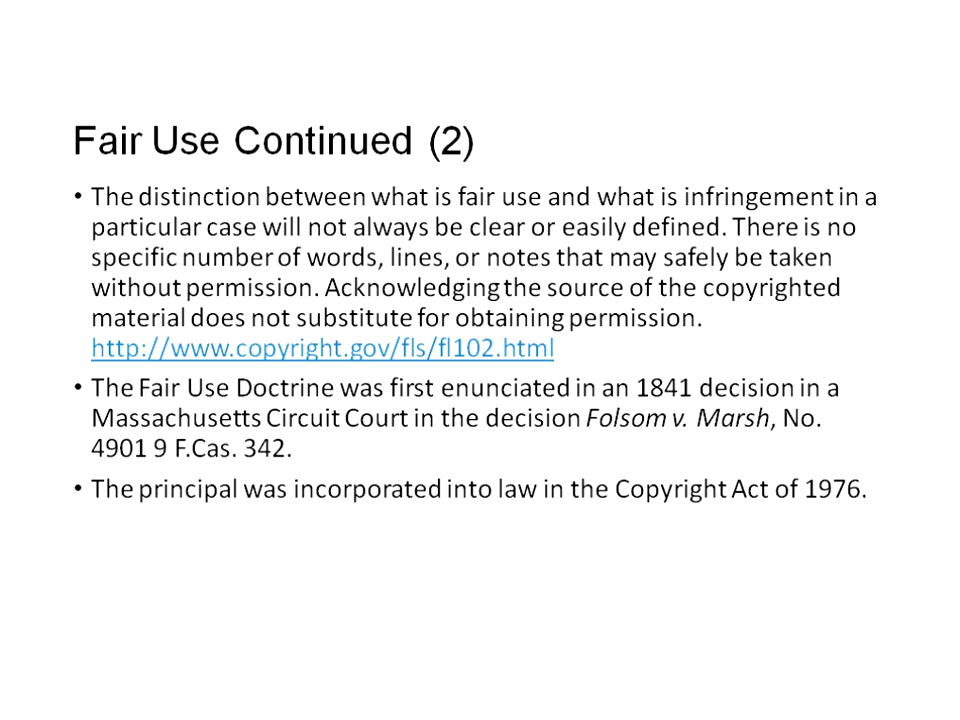 Fair Use Continued (2)
• The distinction between what is fair use and what is infringement in a
particular case will not always be clear or easily defined. There is no
specific number of words, lines, or notes that may safely be taken
without permission. Acknowledging the source of the copyrighted
material does not substitute for obtaining permission.
http://www.copyright.gov/fls/fl102.html
• The Fair Use Doctrine was first enunciated in an 1841 decision in a
Massachusetts Circuit Court in the decision Folsom v. Marsh, No.
4901 9 F.Cas. 342.
• The principal was incorporated into law in the Copyright Act of 1976.